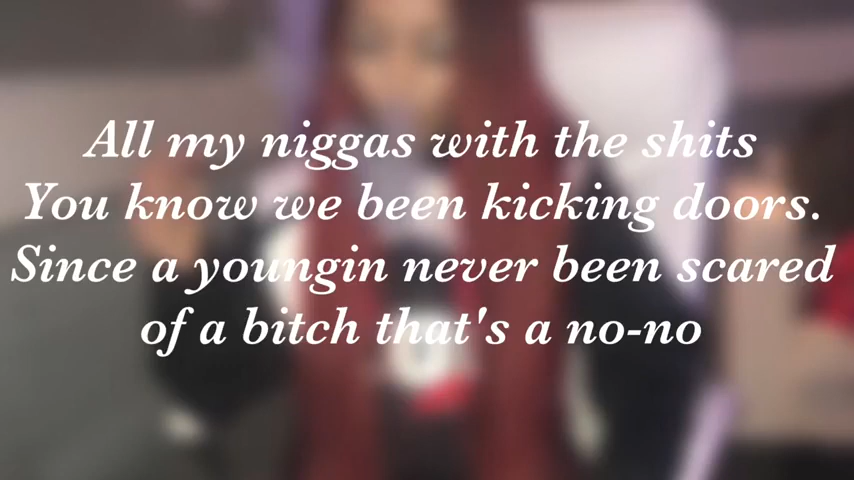 All my niggas with the shits
You know we been kicking doors.
Since a youngin never been scared
of a bitch that's a no-no